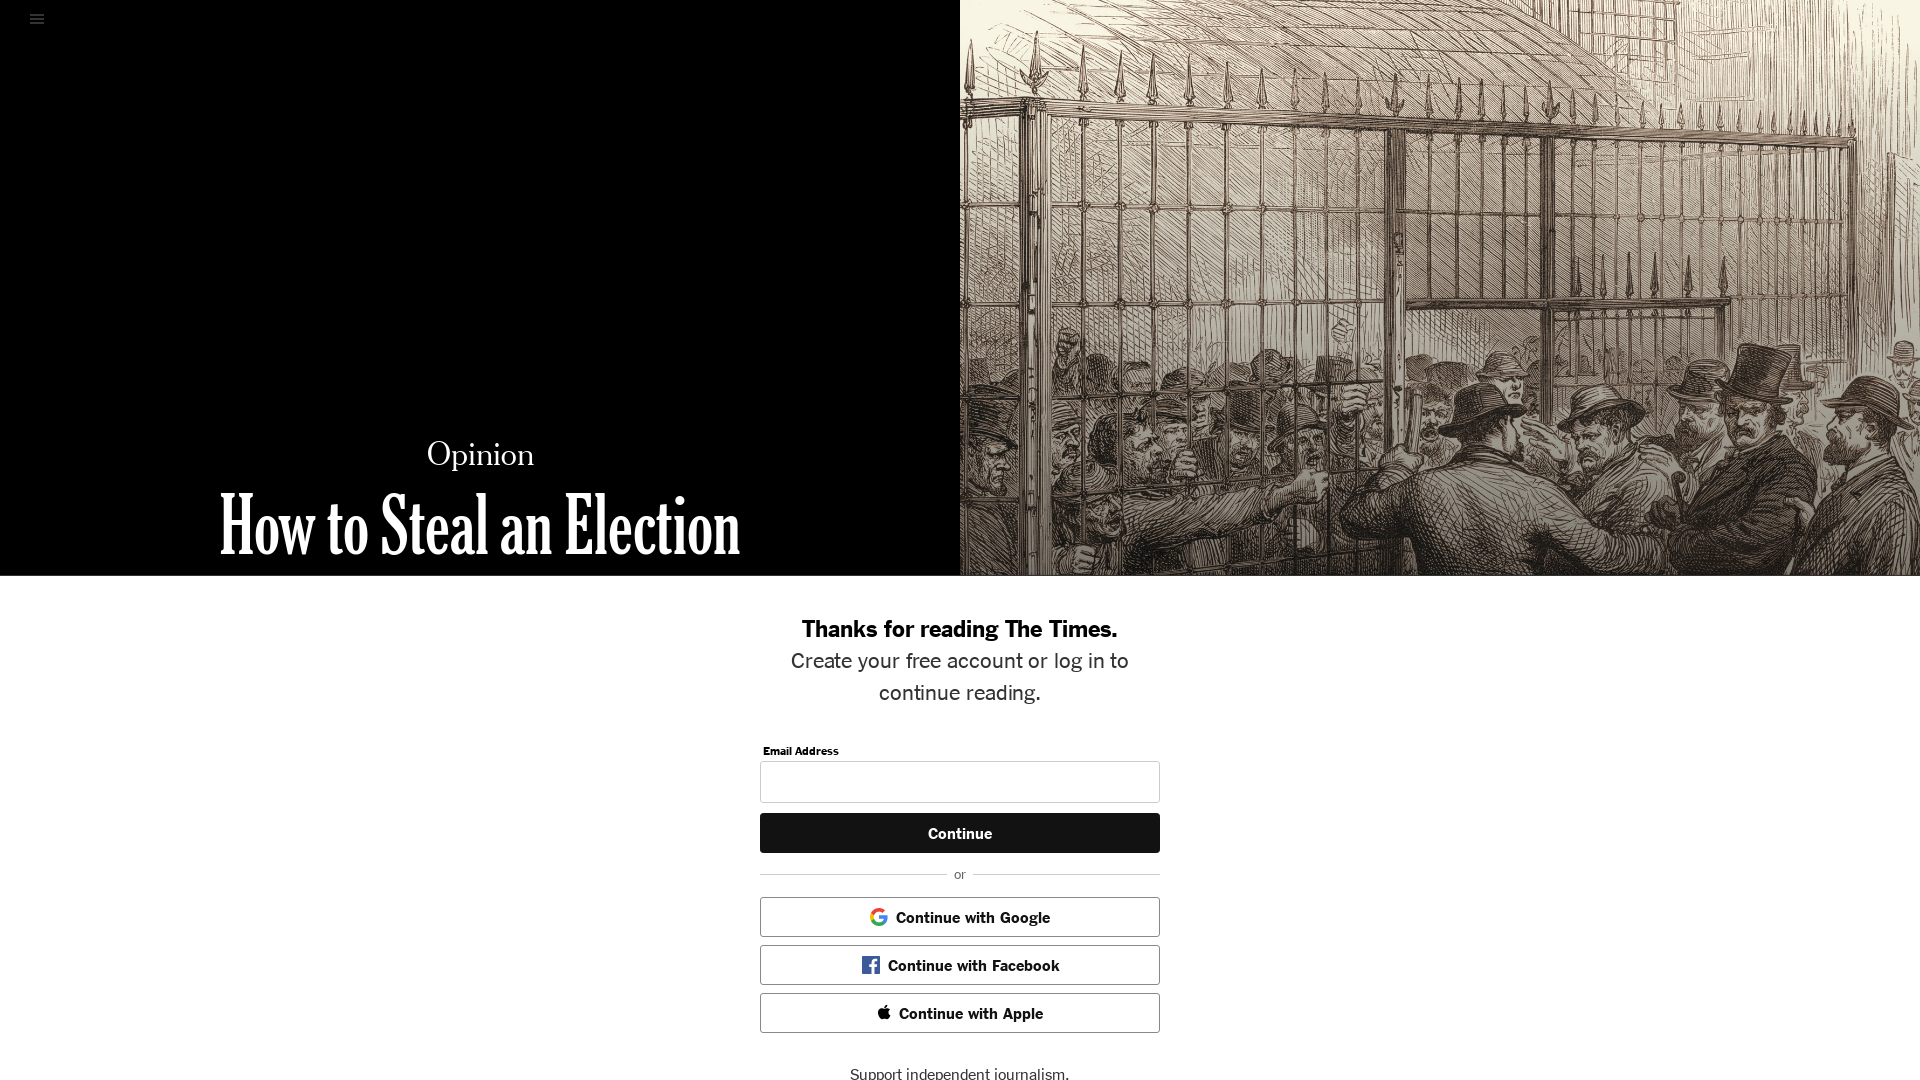 Opinion
How to Steal an Election
Thanks for reading The Times.
Create your free account or log in to
continue reading.
Email Address
Continue
or
Continue with Google
Continue with Facebook
Continue with Apple
Support independent journalism.